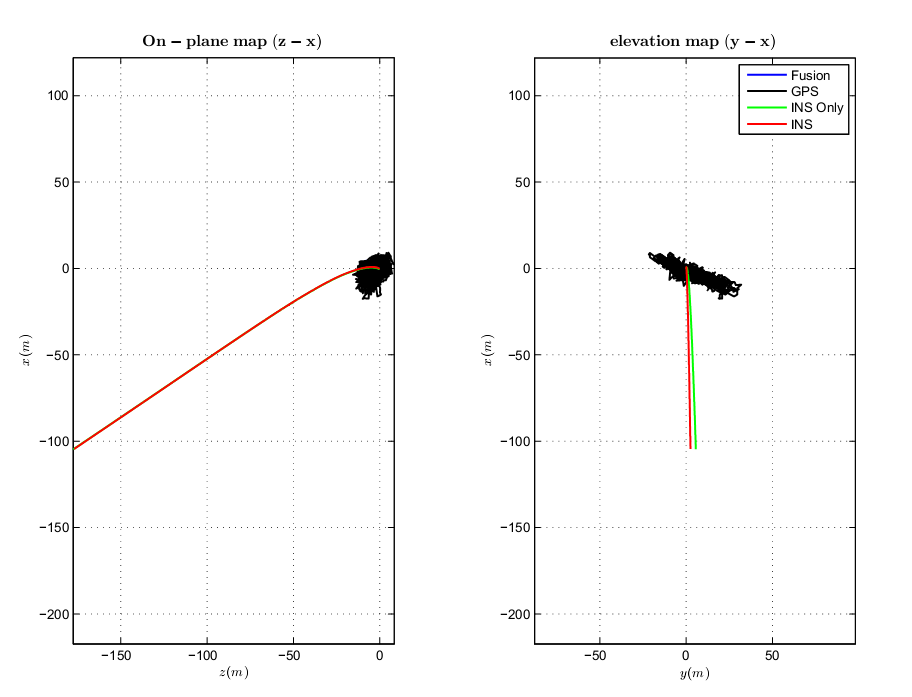 On − plane map (z − x)
100
50
0
−50
−100
−150
−200
x(m)
−150 −100 −50 0
z(m)
elevation map (y − x)
Fusion
GPS
INS Only
INS
100
50
0
−50
−100
−150
−200
x(m)
−50 0 50
y(m)